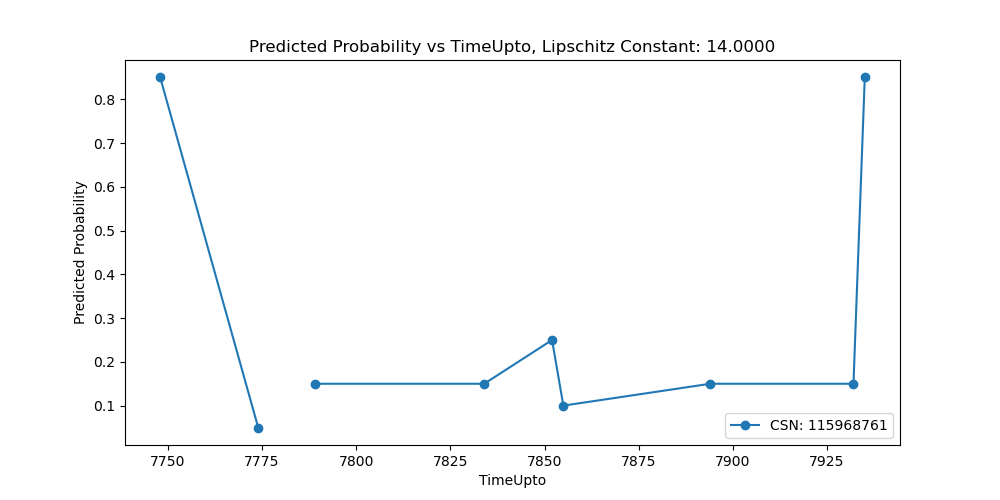 Predicted Probability vs TimeUpto, Lipschitz Constant: 14.0000
Predicted Probability
0.8
0.7
0.6
0.5
0.4
0.3
0.2
0.1
CSN: 115968761
7750 7775 7800 7825 7850 7875 7900 7925
TimeUpto